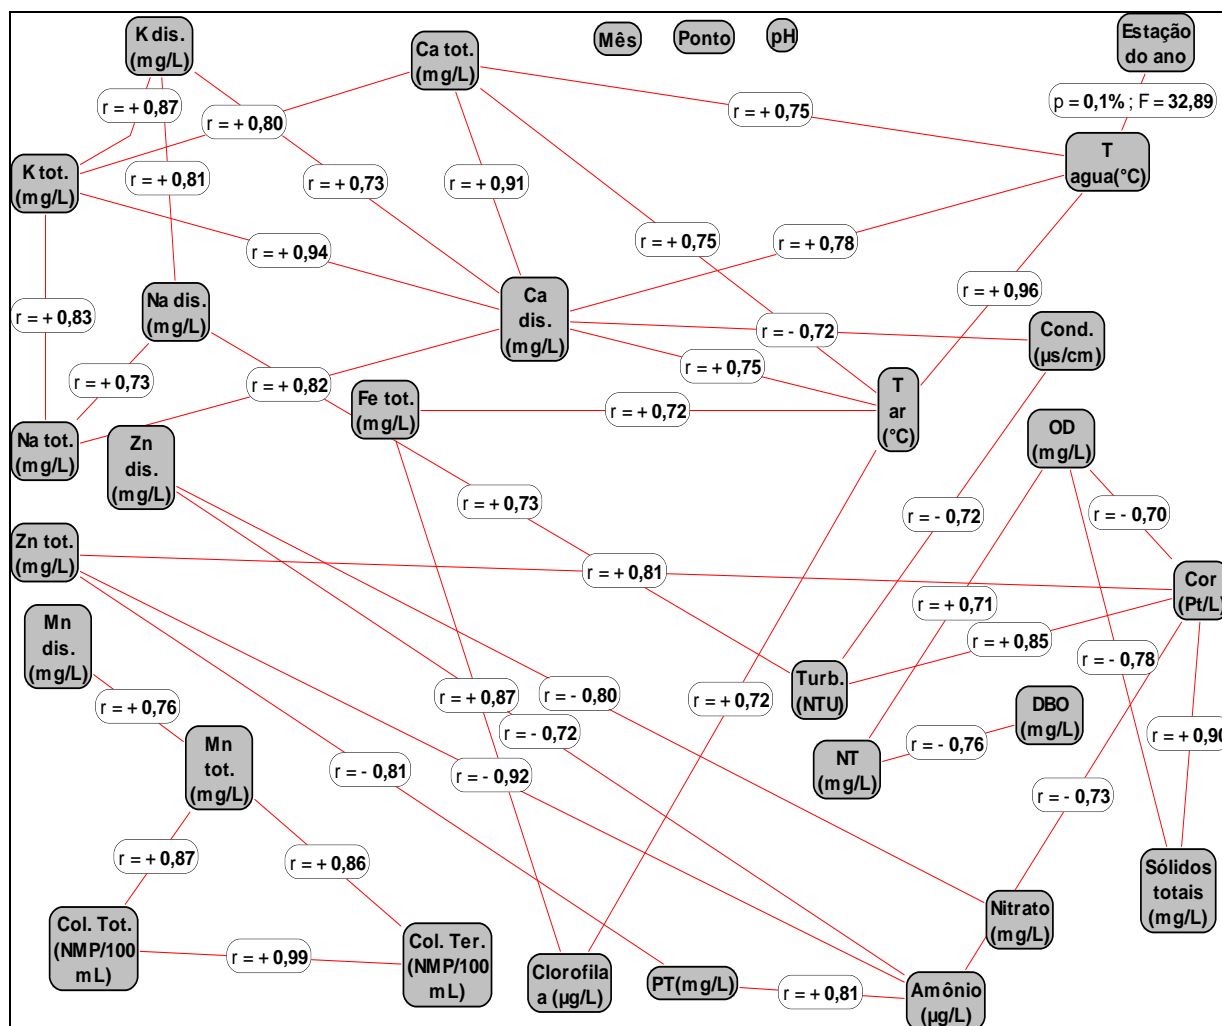 K dis.
(mg/L)
Ca tot.
(mg/L)
Mês
Ponto
pH
Estação
do ano
r = + 0,87
r = + 0,80
r = + 0,75
p = 0,1% ; F = 32,89
K tot.
(mg/L)
r = + 0,81
r = + 0,73
r = + 0,91
T
agua(°C)
r = + 0,94
r = + 0,75
r = + 0,78
Na dis.
(mg/L)
Ca
dis.
(mg/L)
r = + 0,96
r = + 0,83
r = - 0,72
Cond.
(µs/cm)
r = + 0,73
r = + 0,82
r = + 0,75
Fe tot.
(mg/L)
r = + 0,72
T
ar
(°C)
Na tot.
(mg/L)
Zn
dis.
(mg/L)
OD
(mg/L)
r = + 0,73
r = - 0,72
r = - 0,70
Zn tot.
(mg/L)
r = + 0,81
Cor
(Pt/L)
Mn
dis.
(mg/L)
r = + 0,71
r = + 0,85
r = - 0,78
r = + 0,87
r = - 0,80
r = + 0,72
Turb.
(NTU)
DBO
(mg/L)
r = + 0,76
r = - 0,72
r = - 0,76
r = + 0,90
Mn
tot.
(mg/L)
r = - 0,81
r = - 0,92
NT
(mg/L)
r = - 0,73
r = + 0,87
r = + 0,86
Sólidos
totais
(mg/L)
Col. Tot.
(NMP/100
mL)
r = + 0,99
Col. Ter.
(NMP/100
mL)
Clorofila
a (µg/L)
PT(mg/L)
r = + 0,81
Nitrato
(mg/L)
Amônio
(µg/L)